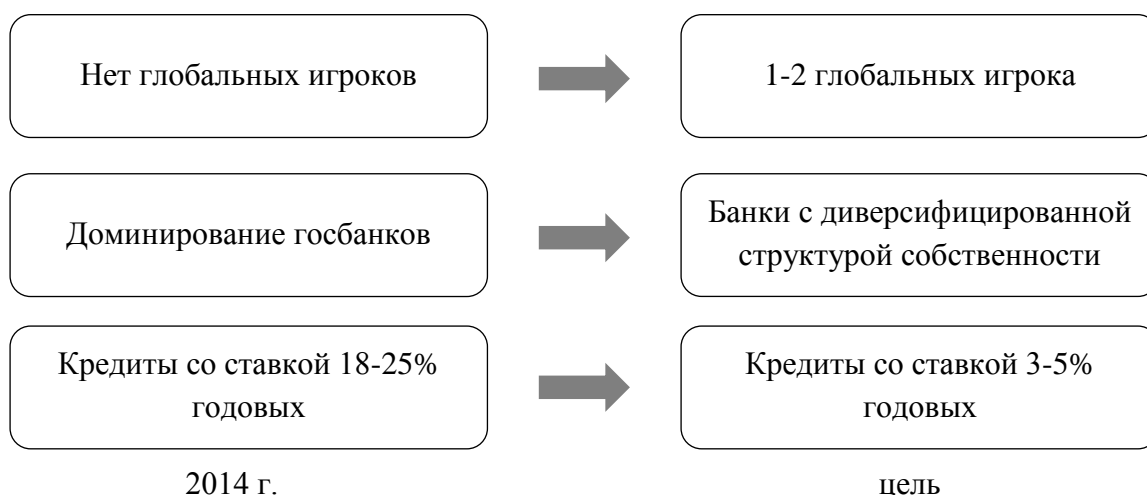 Нет глобальных игроков
1-2 глобальных игрока
Доминирование госбанков
Банки с диверсифицированной
структурой собственности
Кредиты со ставкой 18-25%
годовых
Кредиты со ставкой 3-5%
годовых
2014 г.
цель